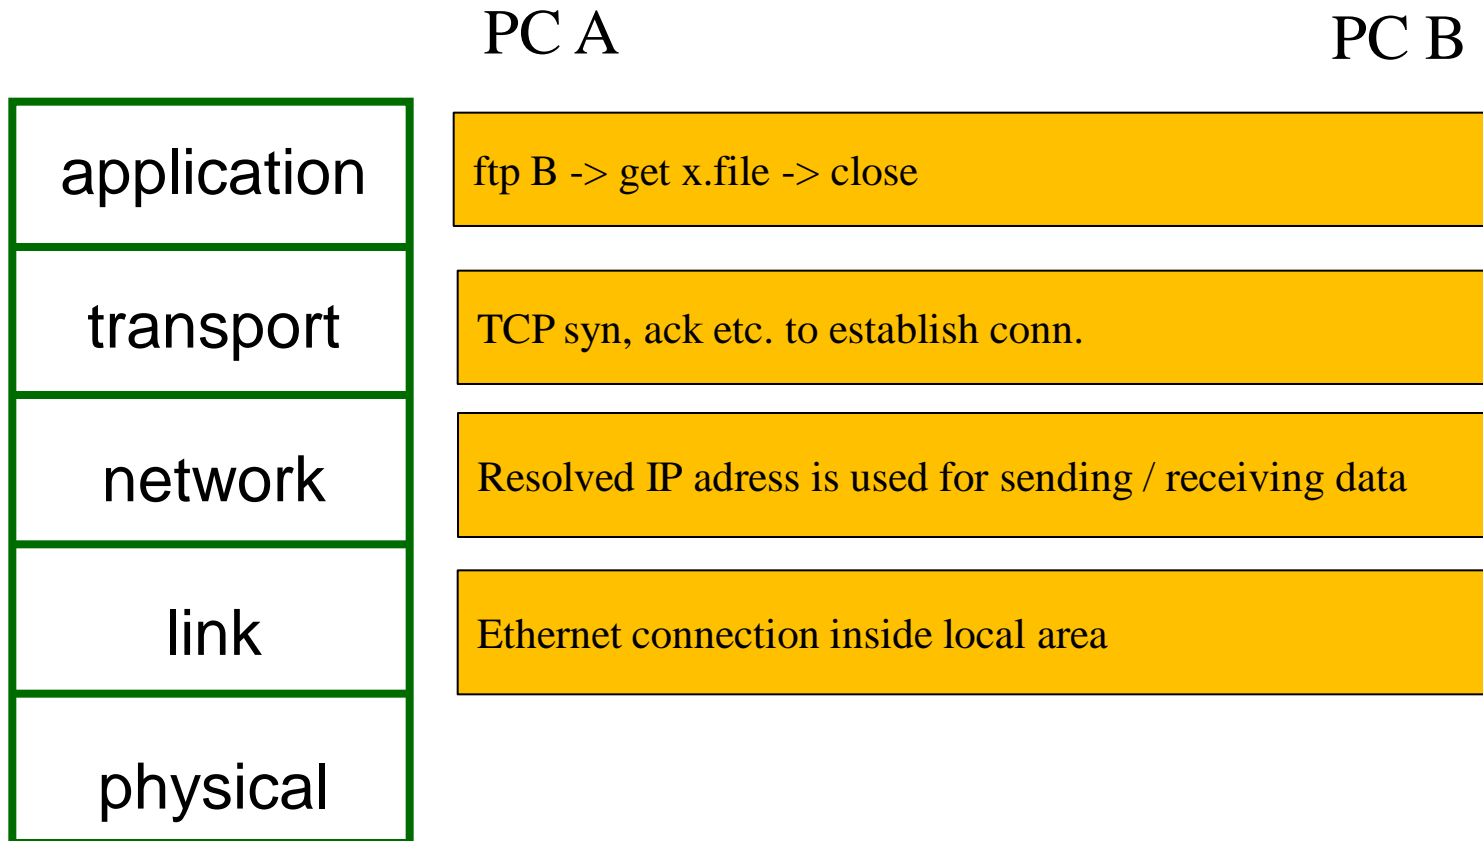 PC A
PC B
application
ftp B -> get x.file -> close
transport
TCP syn, ack etc. to establish conn.
network
Resolved IP adress is used for sending / receiving data
link
Ethernet connection inside local area
physical